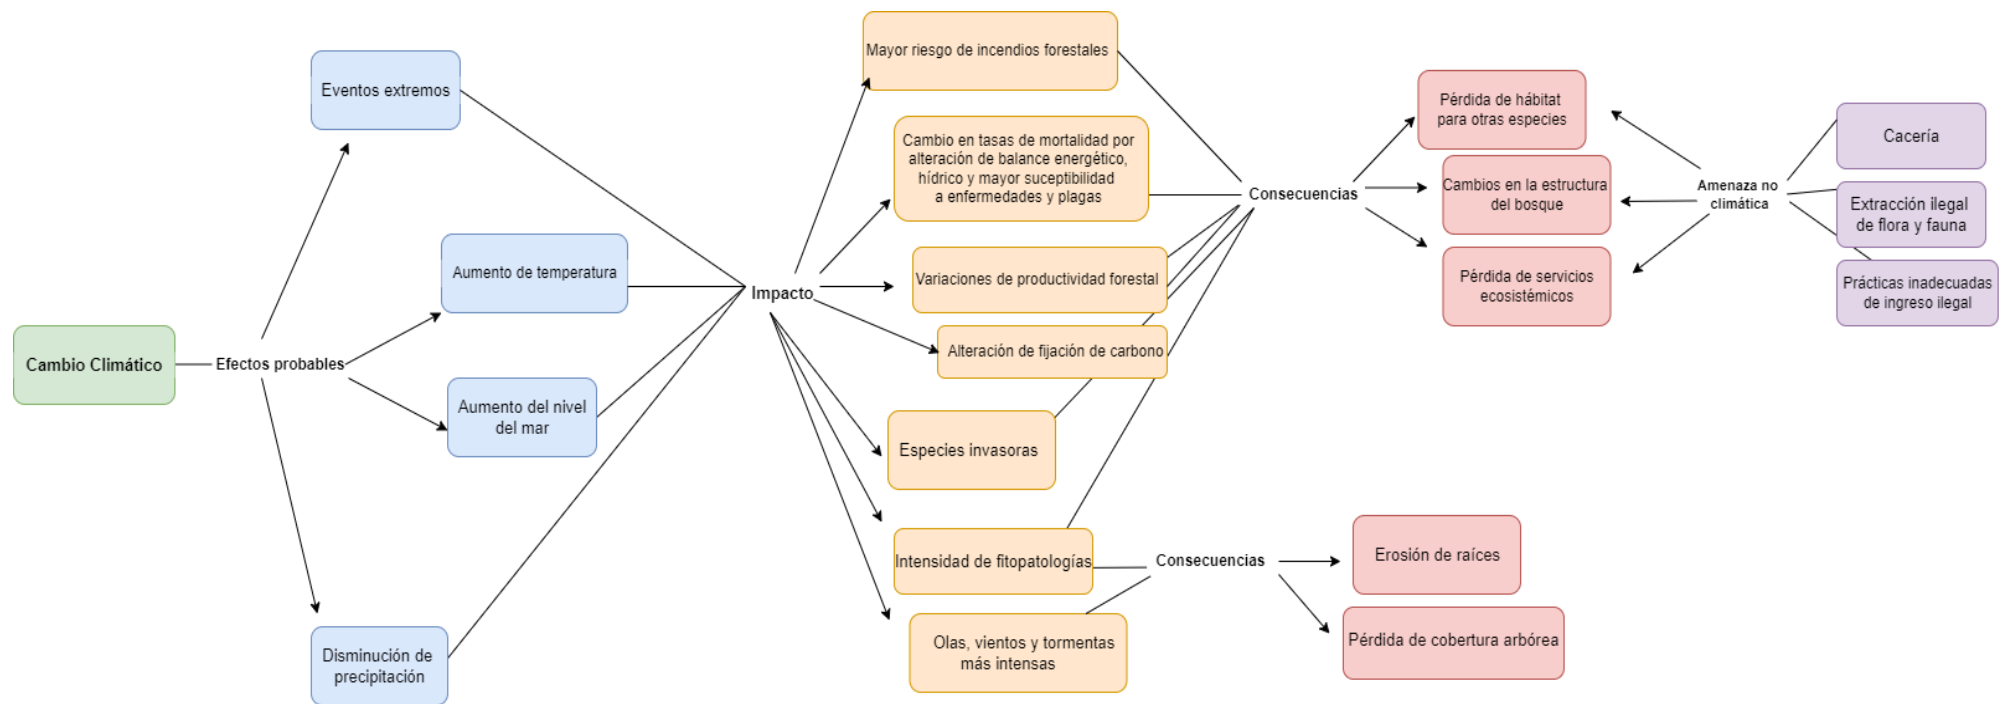 Cambio Climático
Efectos probables
Eventos extremos
Aumento de temperatura
Aumento del nivel
del mar
Disminución de
precipitación
Impacto
Mayor riesgo de incendios forestales
Cambio en tasas de mortalidad por
alteración de balance energético,
hídrico y mayor suceptibilidad
a enfermedades y plagas
Variaciones de productividad forestal
Alteración de fijación de carbono
Especies invasoras
Intensidad de fitopatologías
Olas, vientos y tormentas
más intensas
Consecuencias
Pérdida de hábitat
para otras especies
Cambios en la estructura
del bosque
Pérdida de servicios
ecosistémicos
Amenaza no
climática
Cacería
Extracción ilegal
de flora y fauna
Prácticas inadecuadas
de ingreso ilegal
Consecuencias
Erosión de raíces
Pérdida de cobertura arbórea